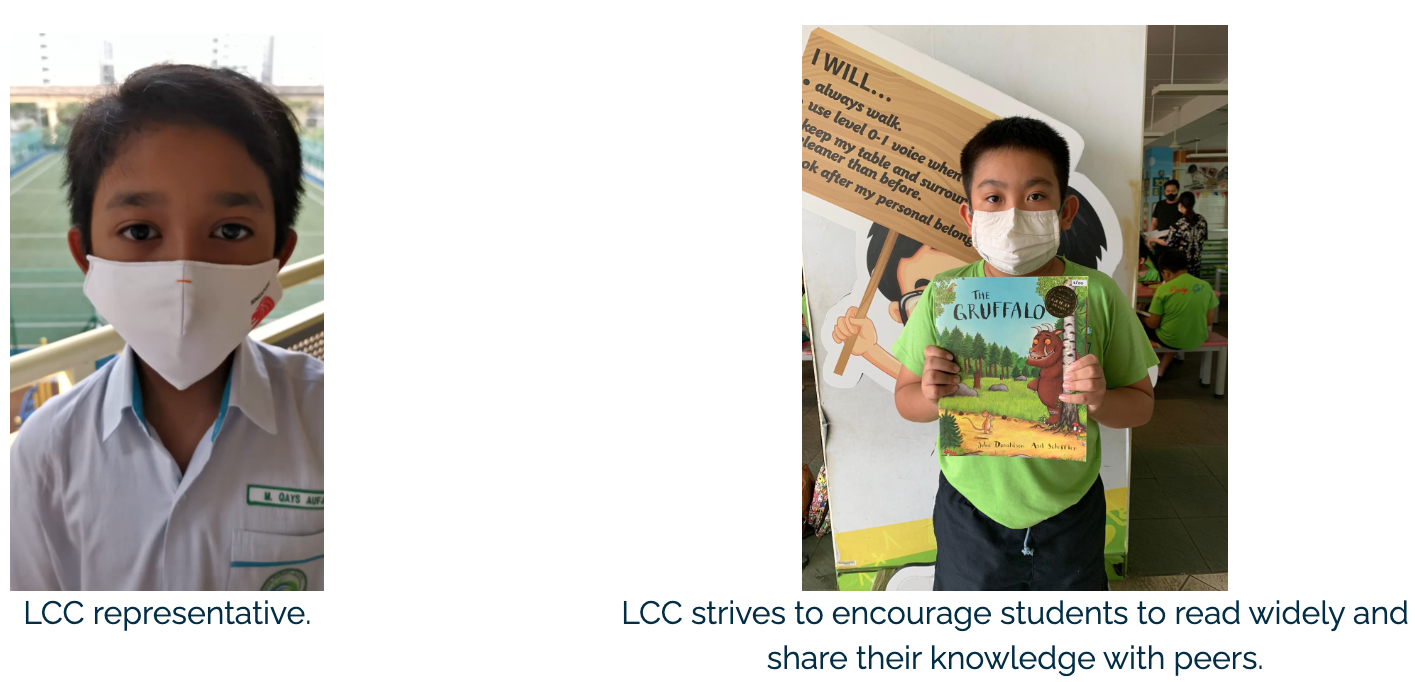 M. QAYS
LCC representative.
I WILL...
• always walk.
use level 0-1 voice when
keep my table and surrour
cleaner than before.
ok after my personal belong
THE
GRUFFALO
Julia Donaldson Axel Scheffler
LCC strives to encourage students to read widely and
share their knowledge with peers.